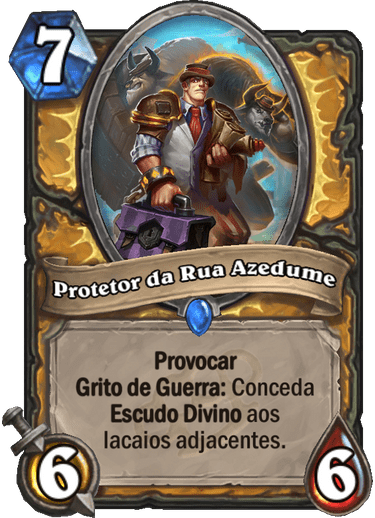 7
Protetor da Rua Azedume
Provocar
Grito de Guerra: Conceda
Escudo Divino aos
lacaios adjacentes.
6
6